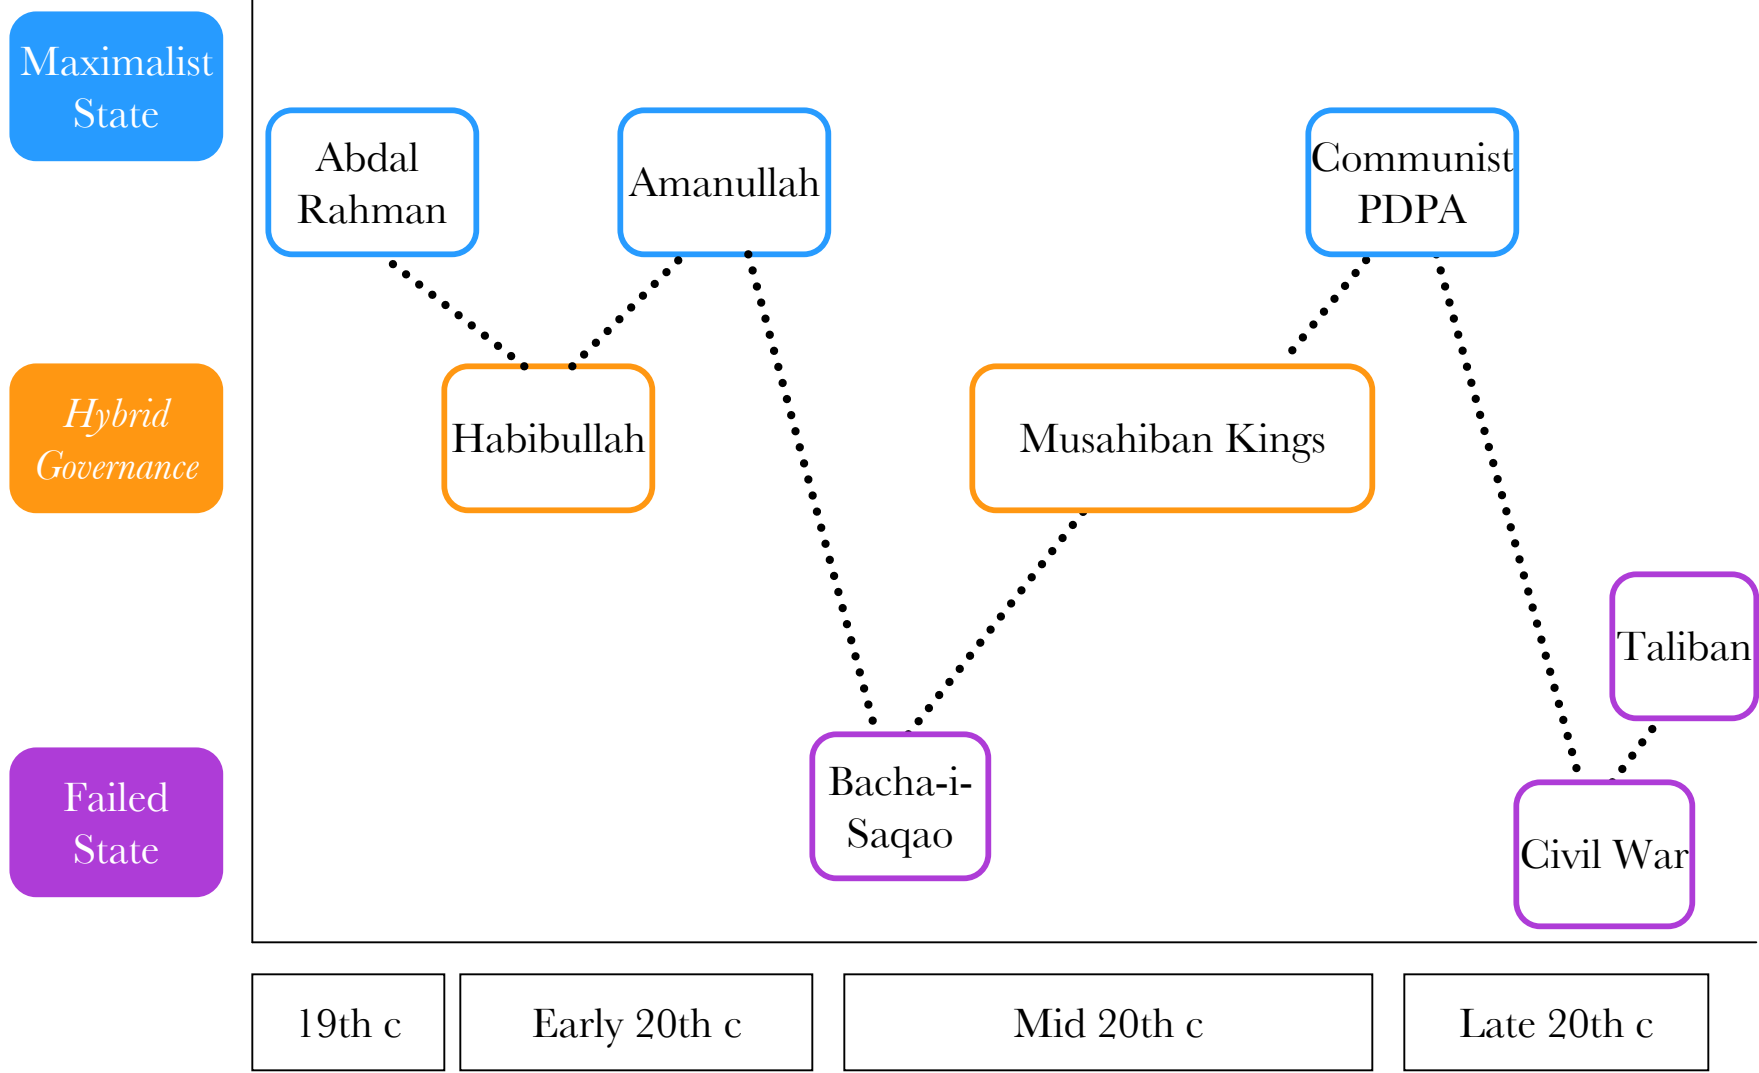 Maximalist
State
Abdal
Rahman
Amanullah
Communist
PDPA
Hybrid
Governance
Habibullah
Musahiban Kings
Taliban
Failed
State
Bacha-i-
Saqao
Civil War
19th c
Early 20th c
Mid 20th c
Late 20th c